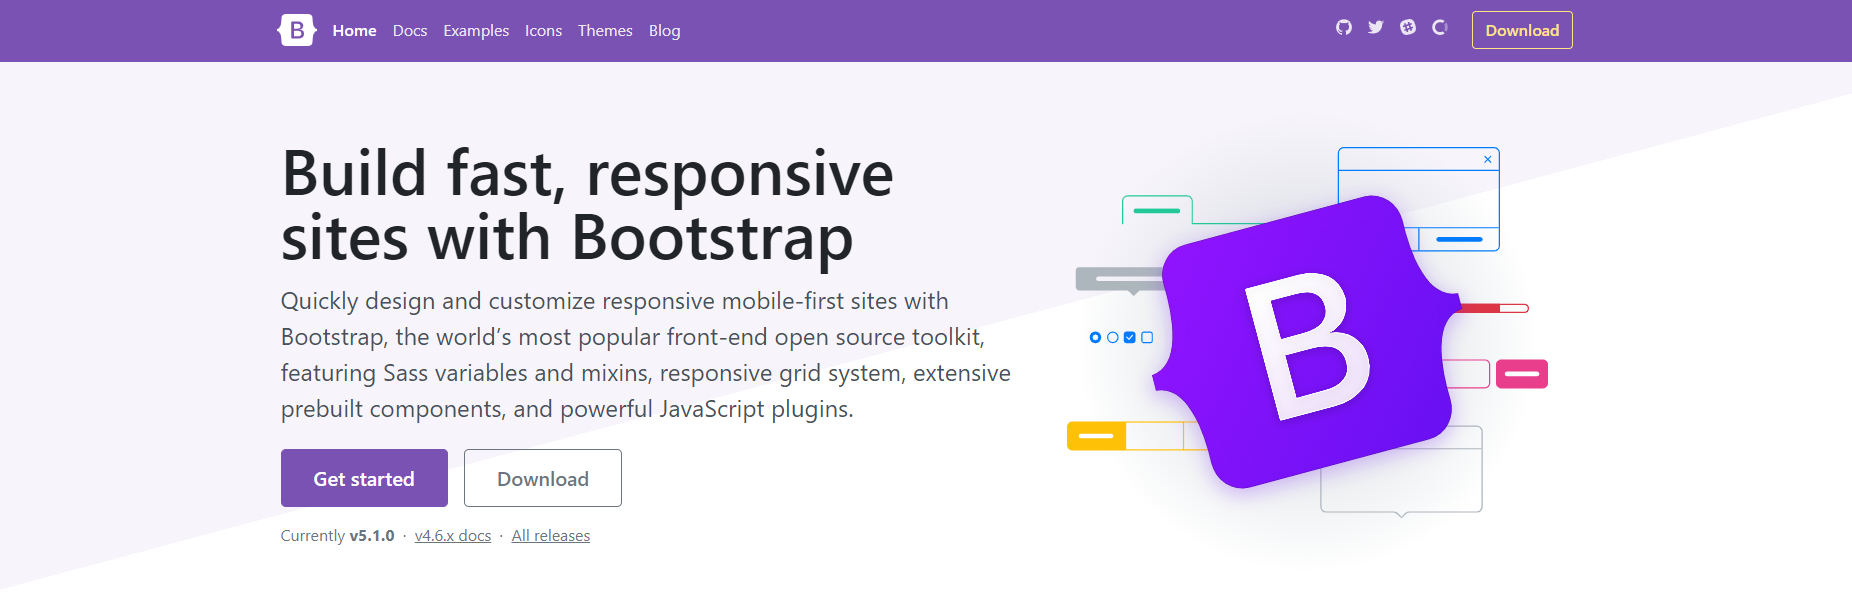 B Home Docs Examples Icons Themes Blog Download
Build fast, responsive
sites with Bootstrap
Quickly design and customize responsive mobile-first sites with
Bootstrap, the world’s most popular front-end open source toolkit,
featuring Sass variables and mixins, responsive grid system, extensive
prebuilt components, and powerful JavaScript plugins.
Get started Download
Currently v5.1.0 · v4.6.x docs · All releases
B